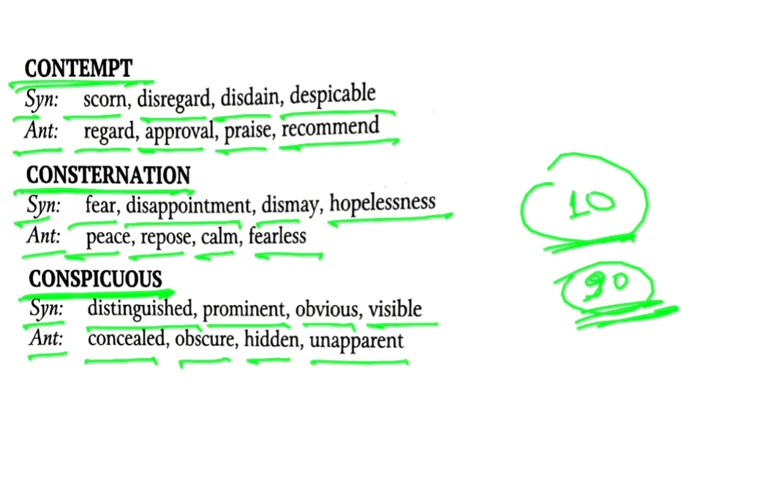 CONTEMPT
Syn: scorn, disregard, disdain, despicable
Ant: regard, approval, praise, recommend
CONSTERNATION
Syn: fear, disappointment, dismay, hopelessness
Ant: peace, repose, calm, fearless
CONSPICUOUS
Syn: distinguished, prominent, obvious, visible
Ant: concealed, obscure, hidden, unapparent
10
90